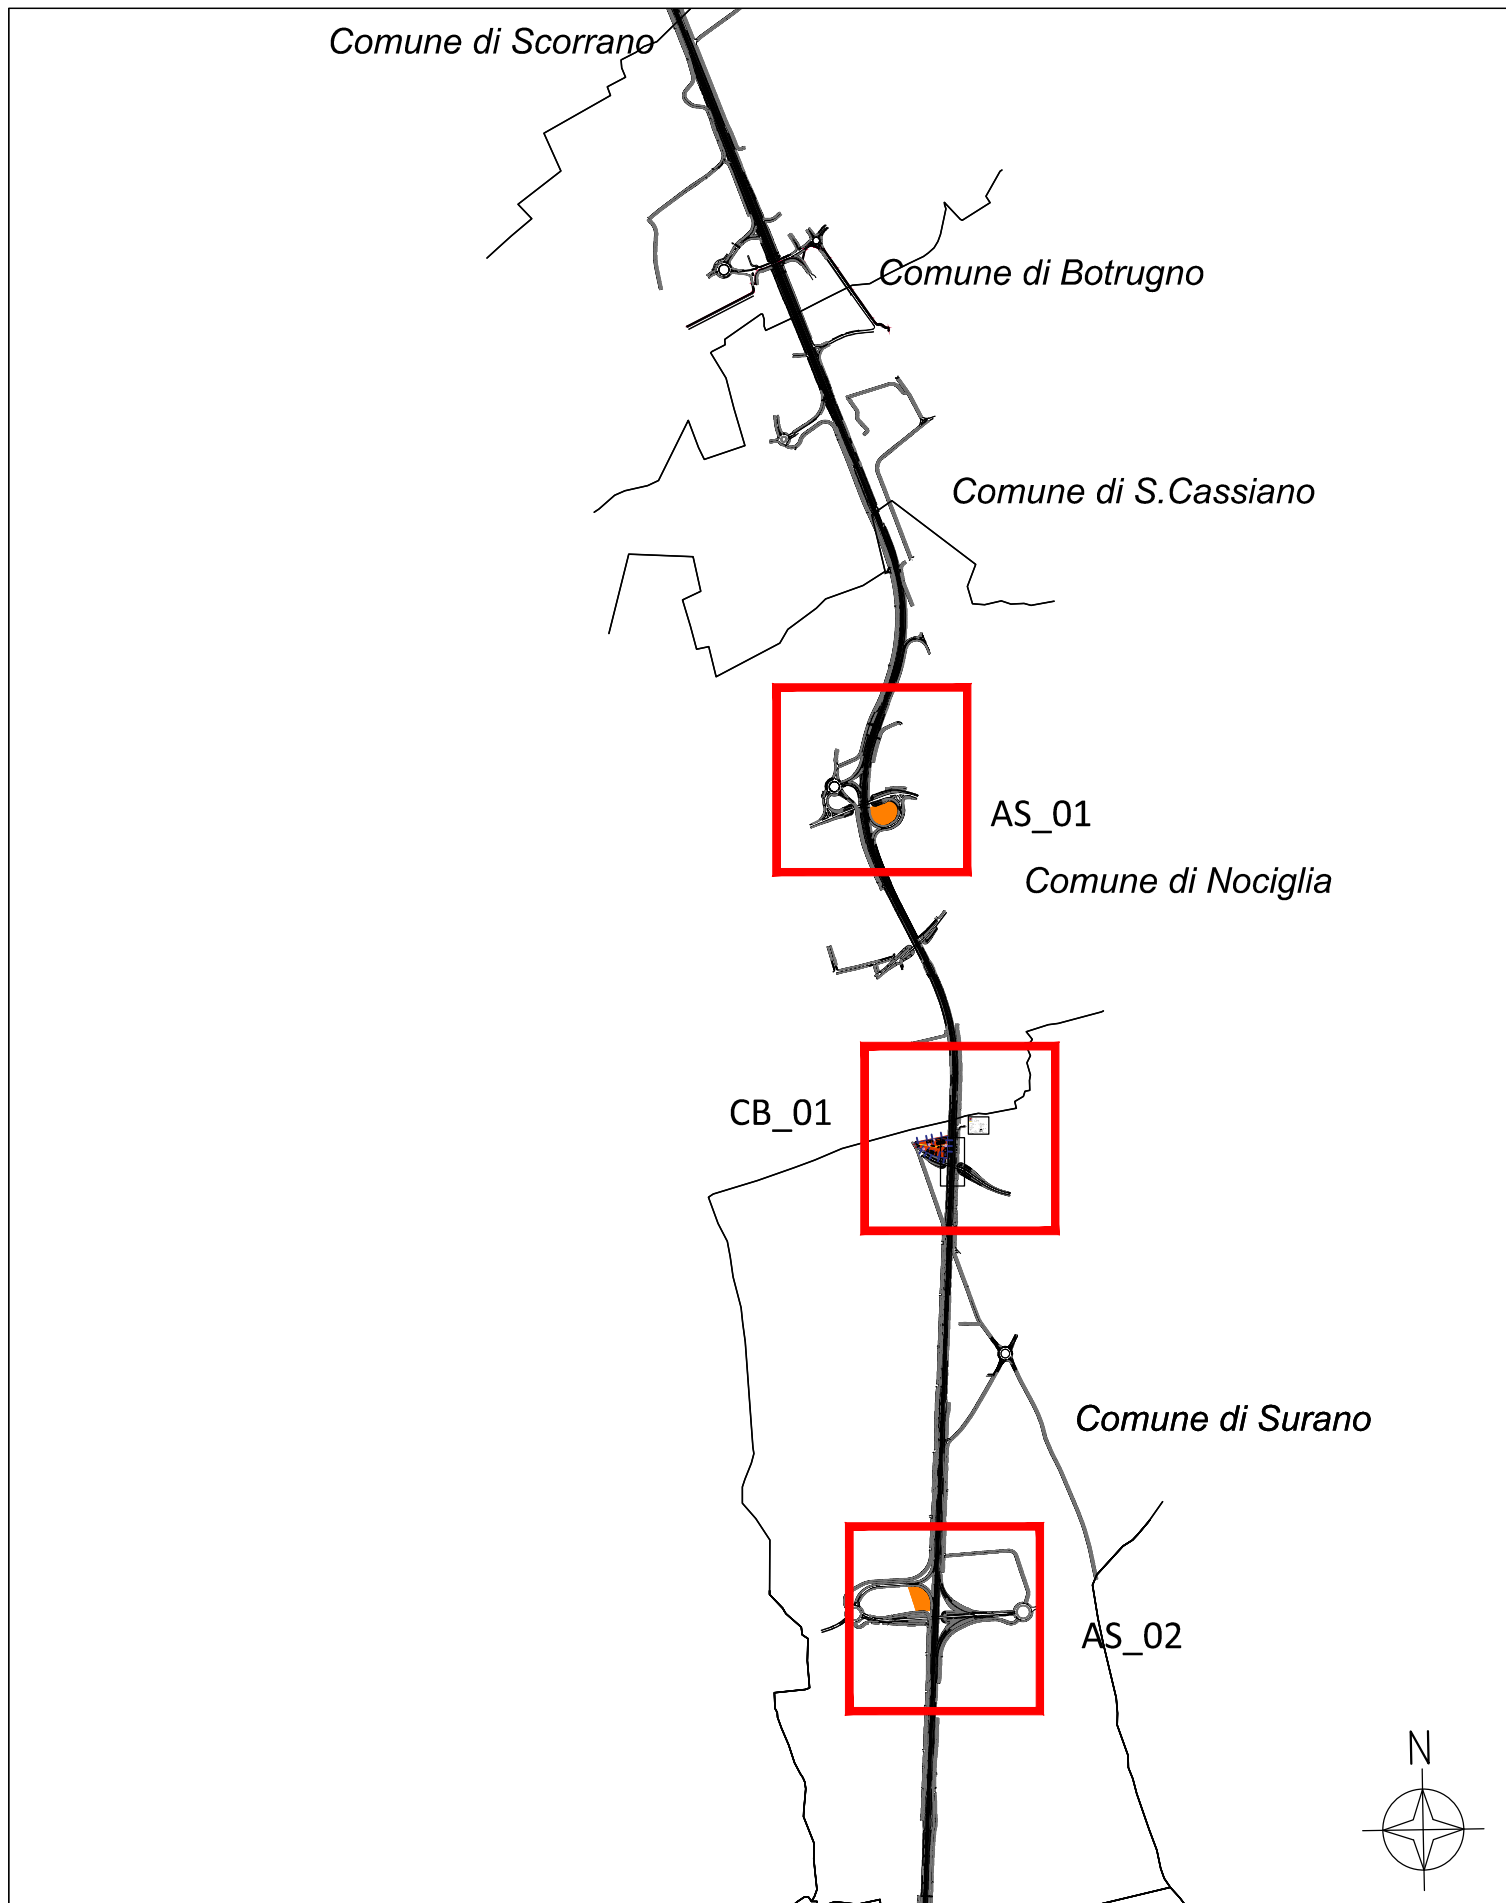 Comune di Scorrano
Comune di Botrugno
Comune di S.Cassiano
AS_01
Comune di Nociglia
CB_01
Comune di Surano
AS_02
N